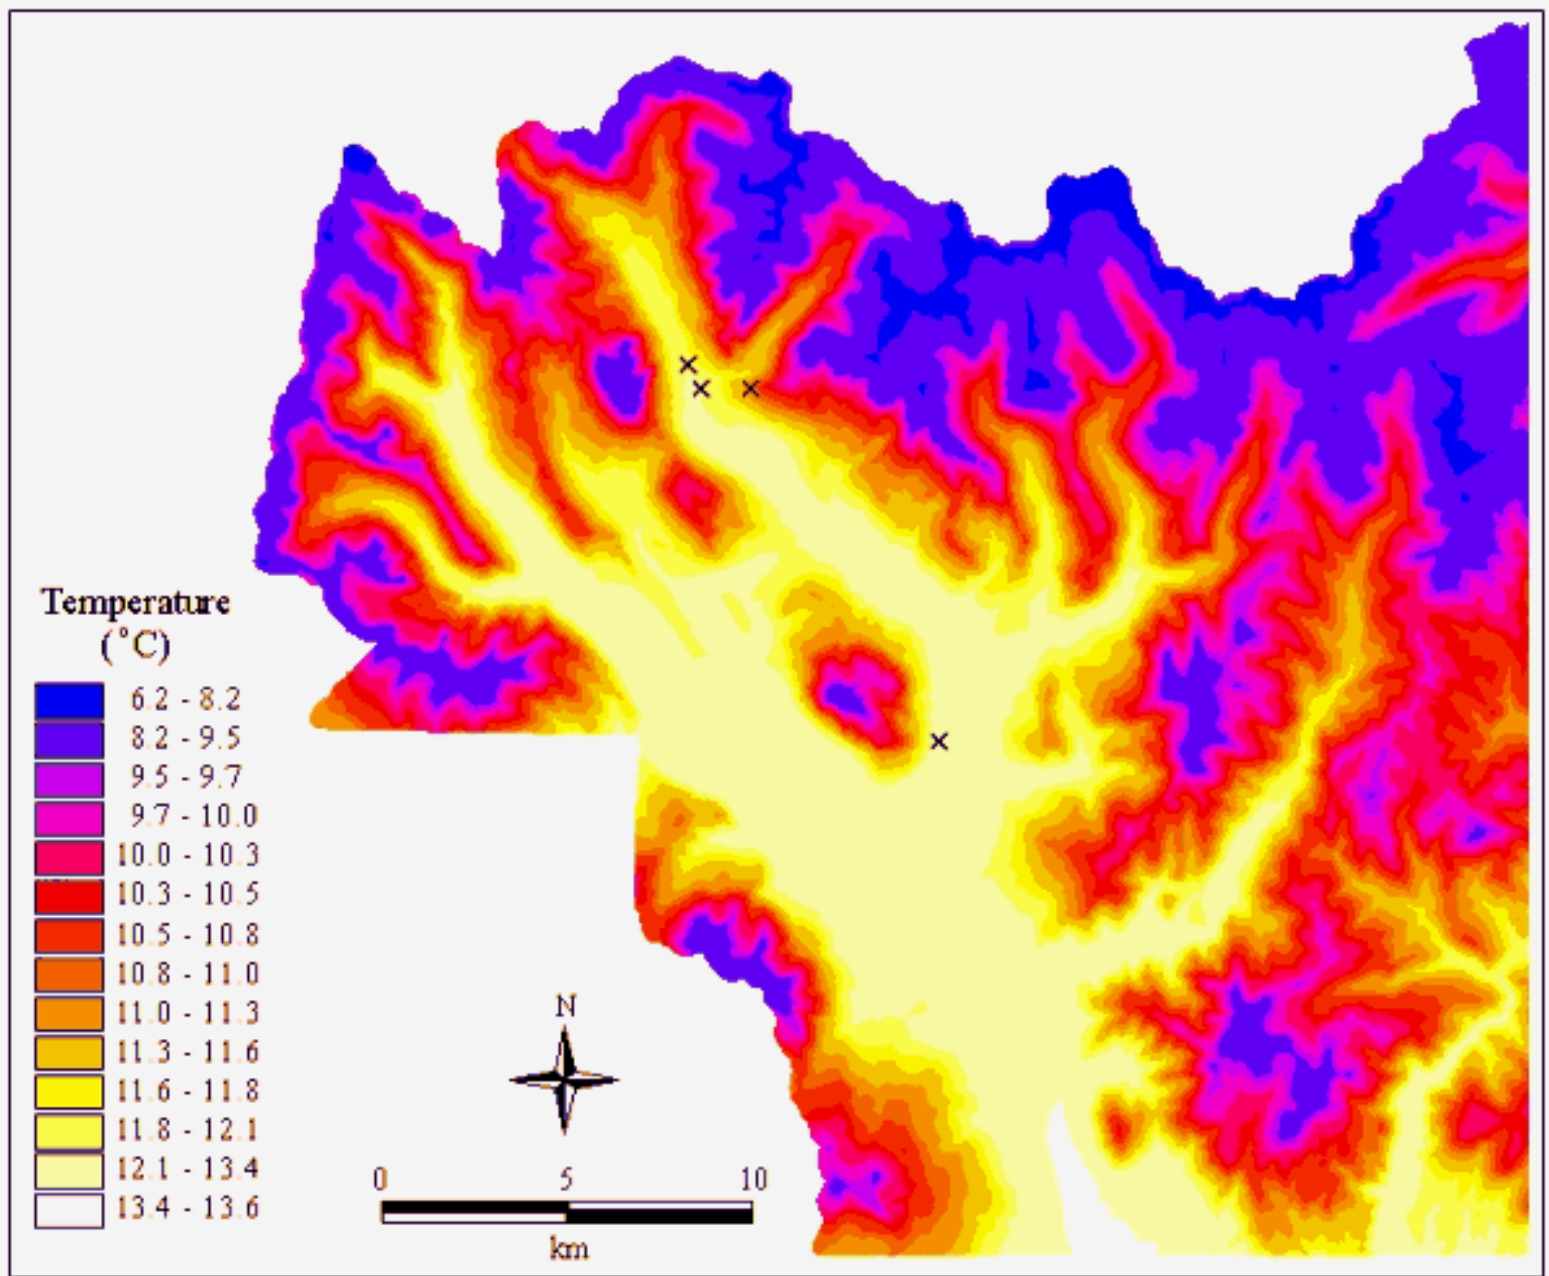 Temperature
(°C)
6.2 - 8.2
8.2 - 9.5
9.5 - 9.7
9.7 - 10.0
10.0 - 10.3
10.3 - 10.5
10.5 - 10.8
10.8 - 11.0
11.0 - 11.3
11.3 - 11.6
11.6 - 11.8
11.8 - 12.1
12.1 - 13.4
13.4 - 13.6
N
0 5 10
km